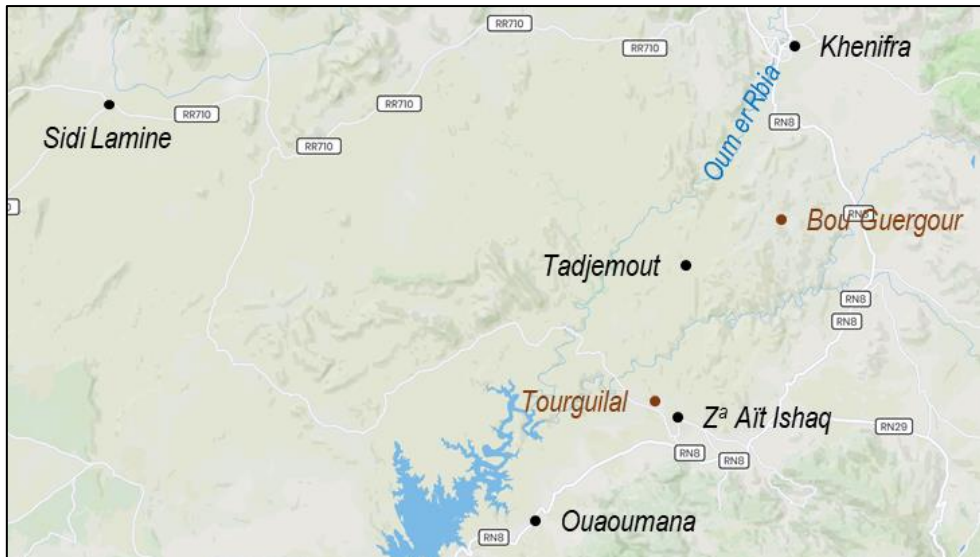 RR710
RR710
Khenifra
RR710
Sidi Lamine
RR710
RR710
Oum er Rbia
RN8
RN8
Bou Guergour
Tadjemout
RN8
RN8
Tourguilal
Zª Aït Ishaq
RN29
RN8
RN8
Ouaoumana
RN8